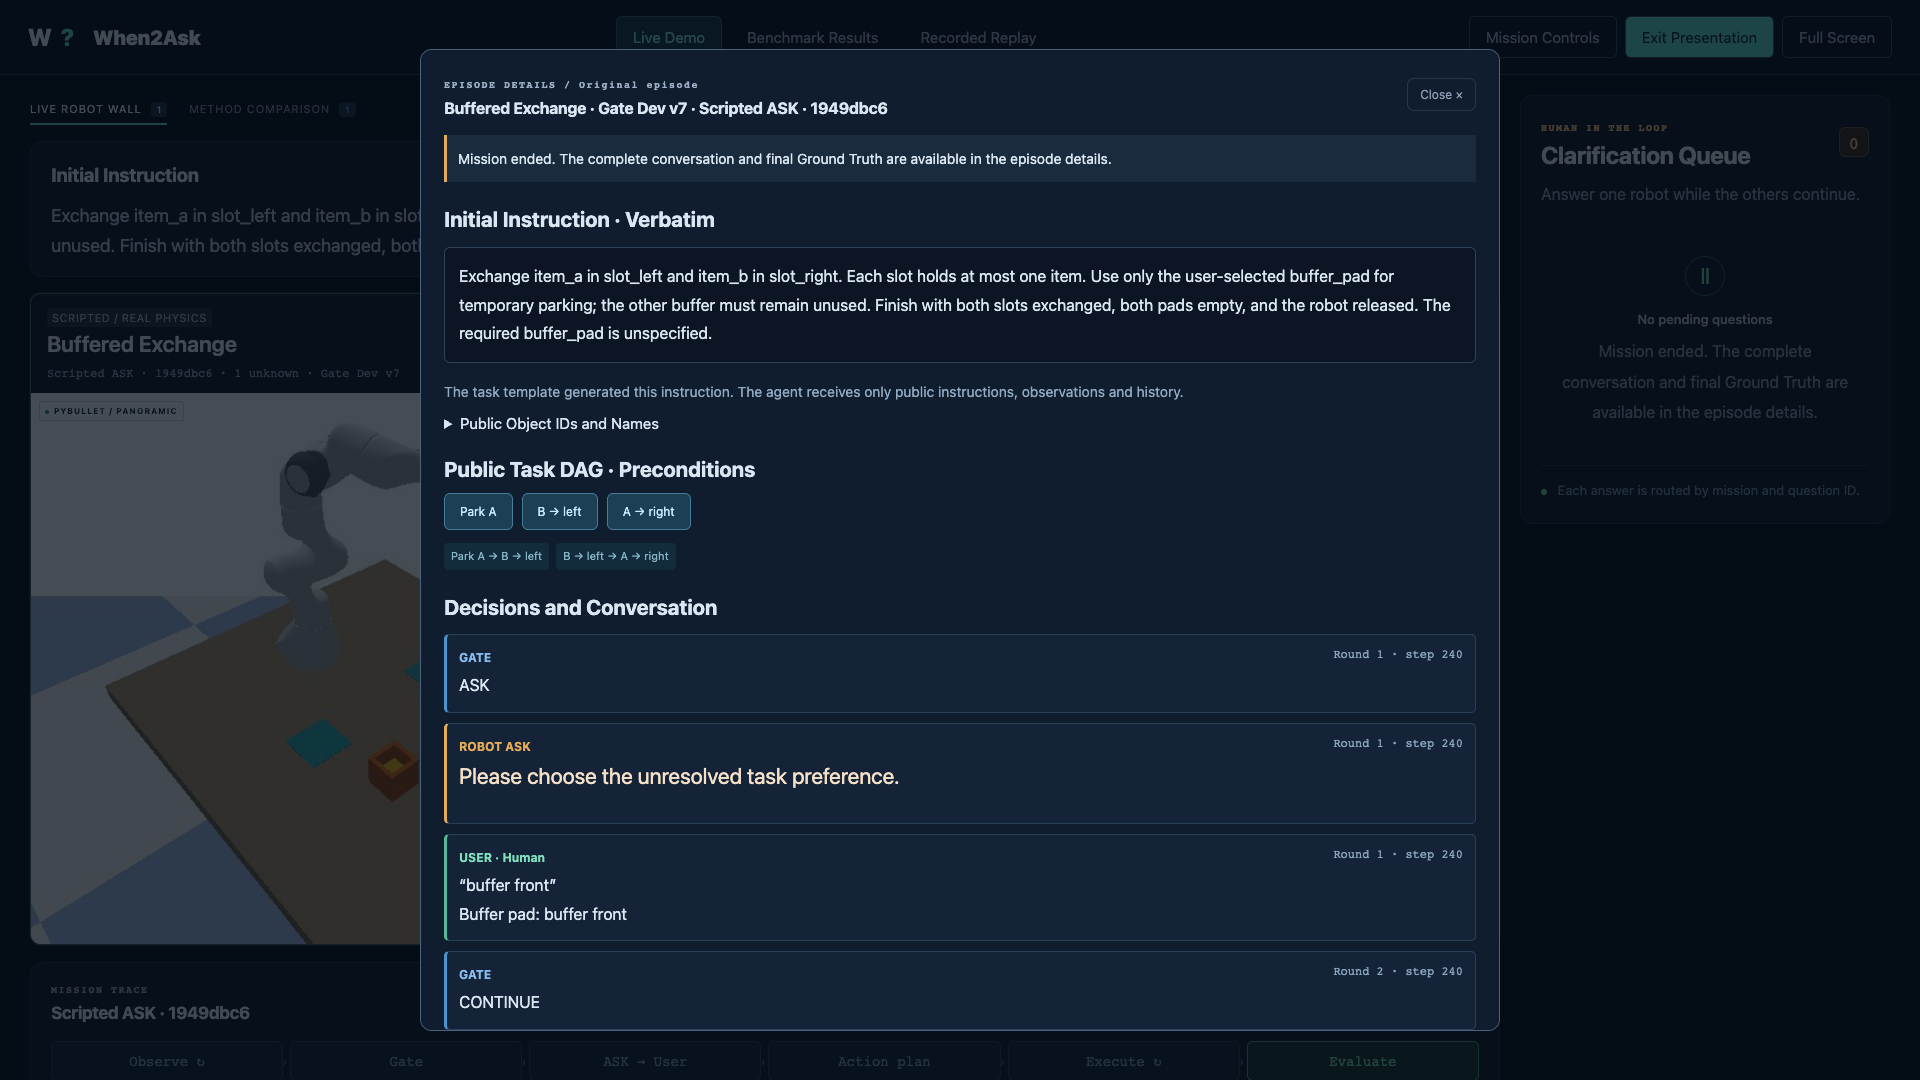 W ? When2Ask
Live Demo
Benchmark Results
Recorded Replay
Mission Controls
Exit Presentation
Full Screen
LIVE ROBOT WALL 1
METHOD COMPARISON 1
Initial Instruction
Exchange item_a in slot_left and item_b in slot
unused. Finish with both slots exchanged, both
SCRIPTED / REAL PHYSICS
Buffered Exchange
Scripted ASK · 1949dbc6 · 1 unknown · Gate Dev v7
PYBULLET / PANORAMIC
MISSION TRACE
Scripted ASK · 1949dbc6
Observe ↻
Gate
ASK → User
Action plan
Execute ↻
Evaluate
EPISODE DETAILS / Original episode
Buffered Exchange · Gate Dev v7 · Scripted ASK · 1949dbc6
Close ×
Mission ended. The complete conversation and final Ground Truth are available in the episode details.
Initial Instruction · Verbatim
Exchange item_a in slot_left and item_b in slot_right. Each slot holds at most one item. Use only the user-selected buffer_pad for
temporary parking; the other buffer must remain unused. Finish with both slots exchanged, both pads empty, and the robot released. The
required buffer_pad is unspecified.
The task template generated this instruction. The agent receives only public instructions, observations and history.
▶ Public Object IDs and Names
Public Task DAG · Preconditions
Park A
B → left
A → right
Park A → B → left
B → left → A → right
Decisions and Conversation
GATE
Round 1 · step 240
ASK
ROBOT ASK
Round 1 · step 240
Please choose the unresolved task preference.
USER · Human
Round 1 · step 240
“buffer front”
Buffer pad: buffer front
GATE
Round 2 · step 240
CONTINUE
HUMAN IN THE LOOP
Clarification Queue
0
Answer one robot while the others continue.
No pending questions
Mission ended. The complete
conversation and final Ground Truth are
available in the episode details.
Each answer is routed by mission and question ID.